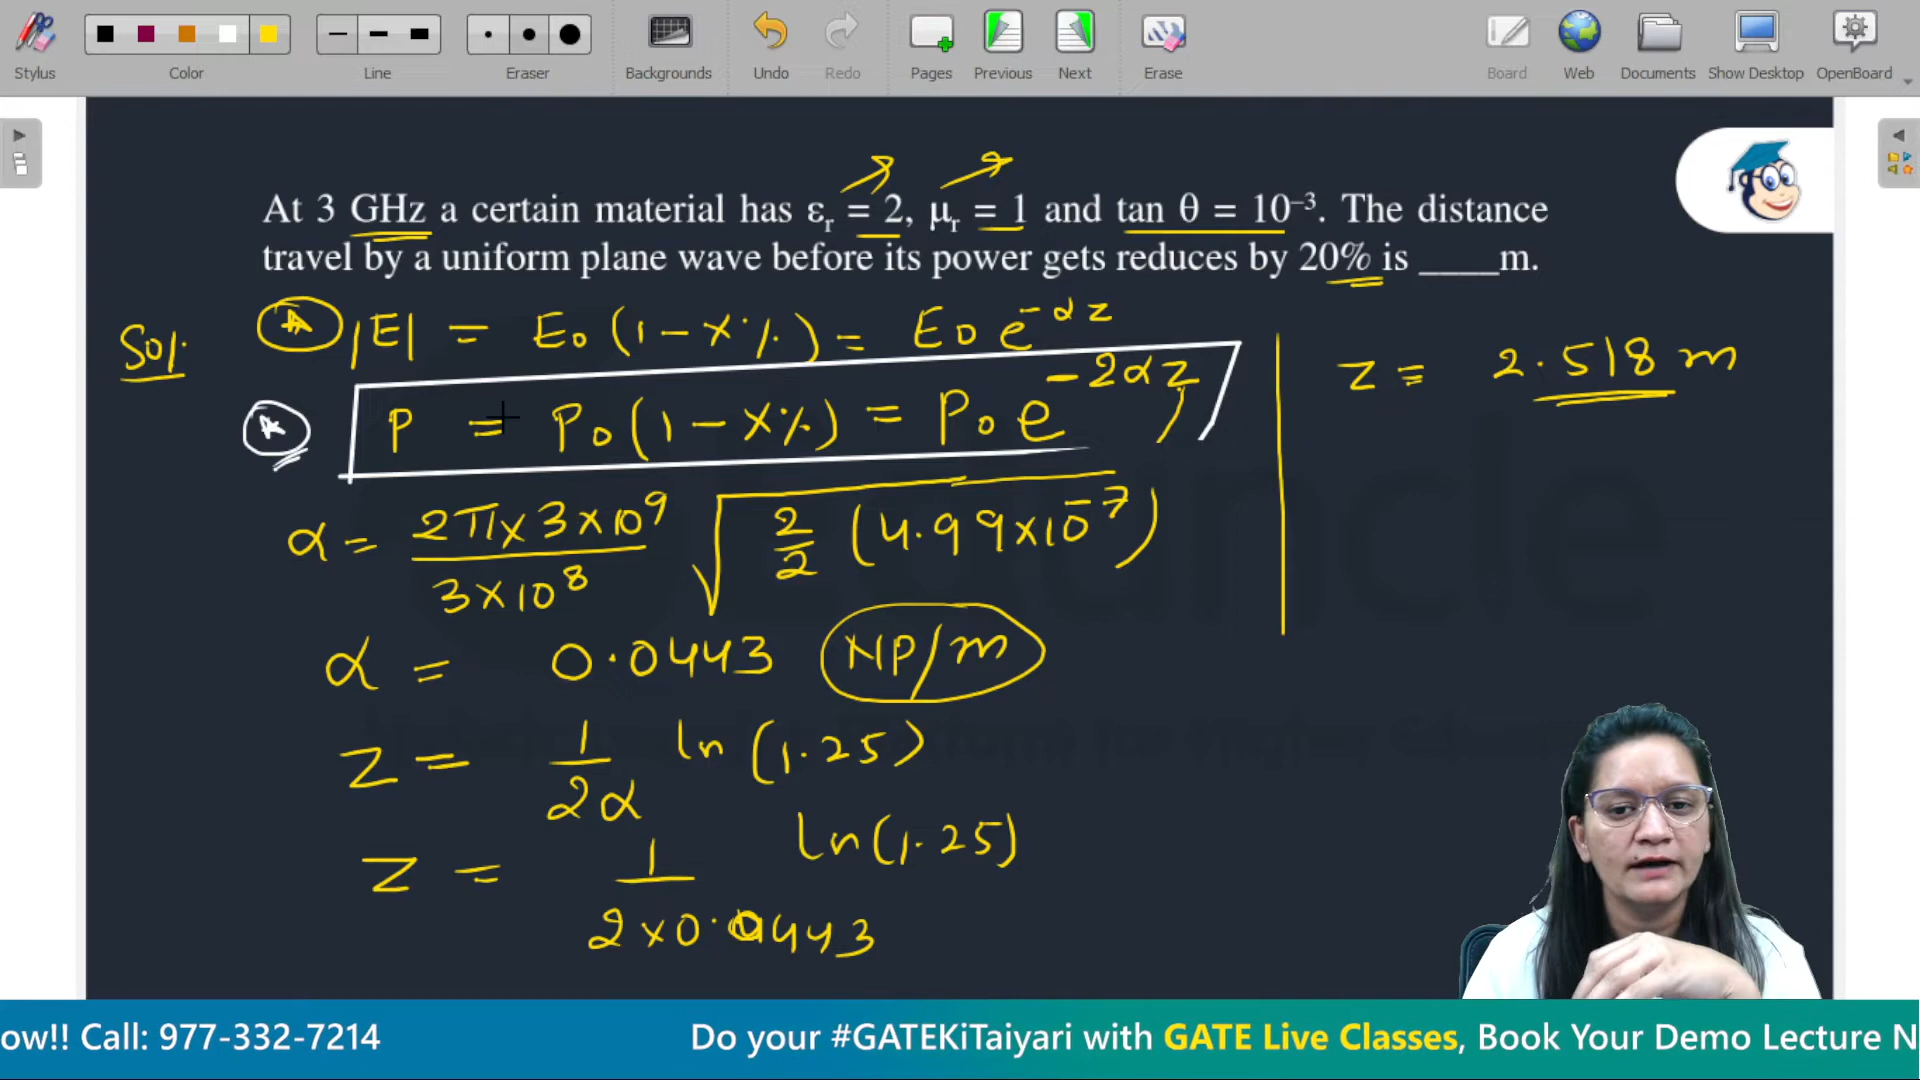 Stylus Color Line Eraser Backgrounds Undo Redo Pages Previous Next Erase Board Web Documents Show Desktop OpenBoard
At 3 GHz a certain material has εr = 2, μr = 1 and tan θ = 10⁻³. The distance
travel by a uniform plane wave before its power gets reduces by 20% is ____m.
Sol.
|E| = E₀ (1 - X%) = E₀ e^-αz
P = P₀ (1 - X%) = P₀ e^-2αz
α = 2π x 3 x 10⁹ / 3 x 10⁸ √ 2/2 (4.99 x 10⁻⁷)
α = 0.0443 NP/m
z = 1/2α ln (1.25)
z = 1 / 2 x 0.0443 ln (1.25)
z = 2.518 m
ow!! Call: 977-332-7214 Do your #GATEKiTaiyari with GATE Live Classes, Book Your Demo Lecture N